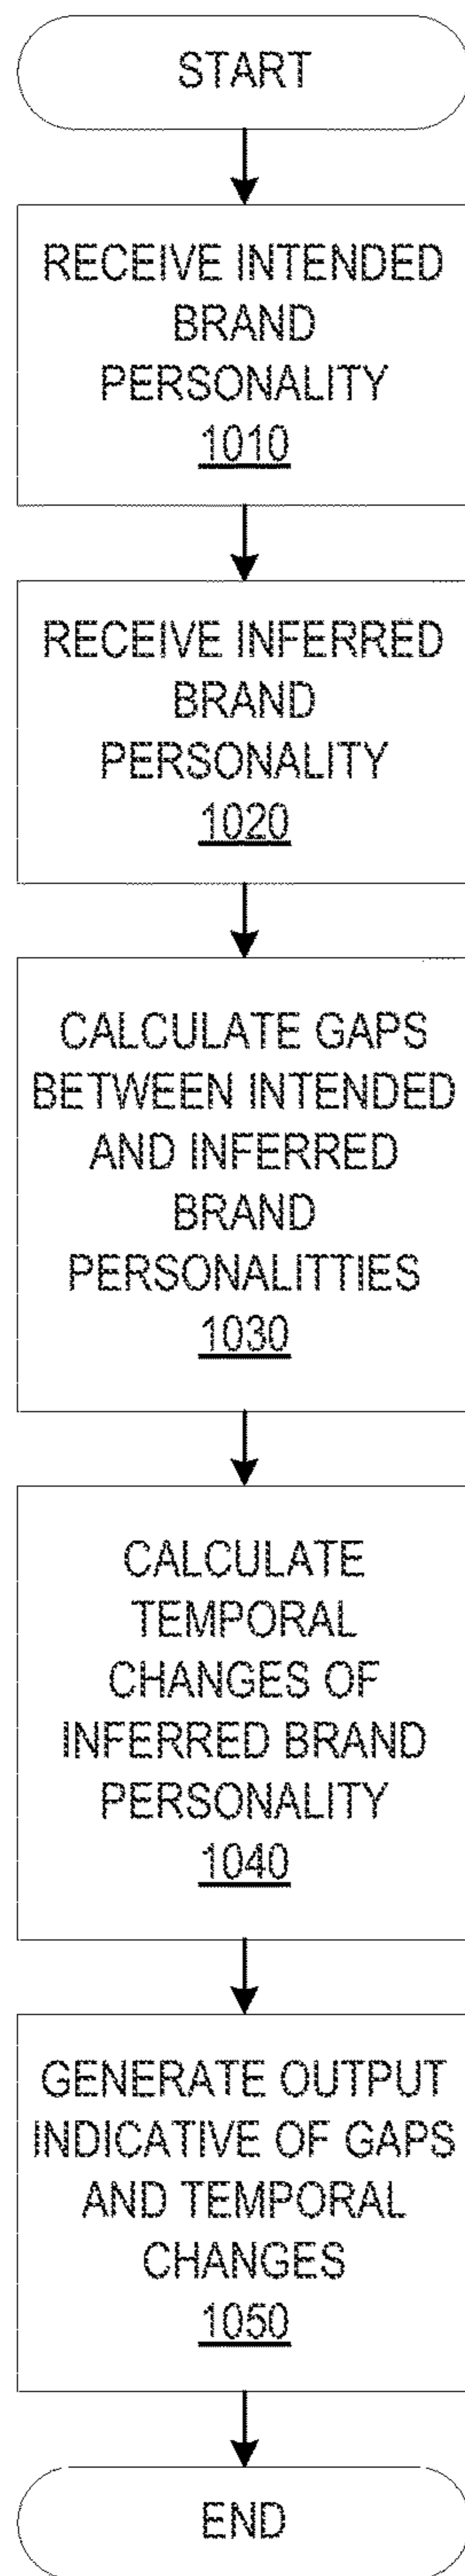 START
RECEIVE INTENDED
BRAND
PERSONALITY
1010
RECEIVE INFERRED
BRAND
PERSONALITY
1020
CALCULATE GAPS
BETWEEN INTENDED
AND INFERRED
BRAND
PERSONALITTIES
1030
CALCULATE
TEMPORAL
CHANGES OF
INFERRED BRAND
PERSONALITY
1040
GENERATE OUTPUT
INDICATIVE OF GAPS
AND TEMPORAL
CHANGES
1050
END